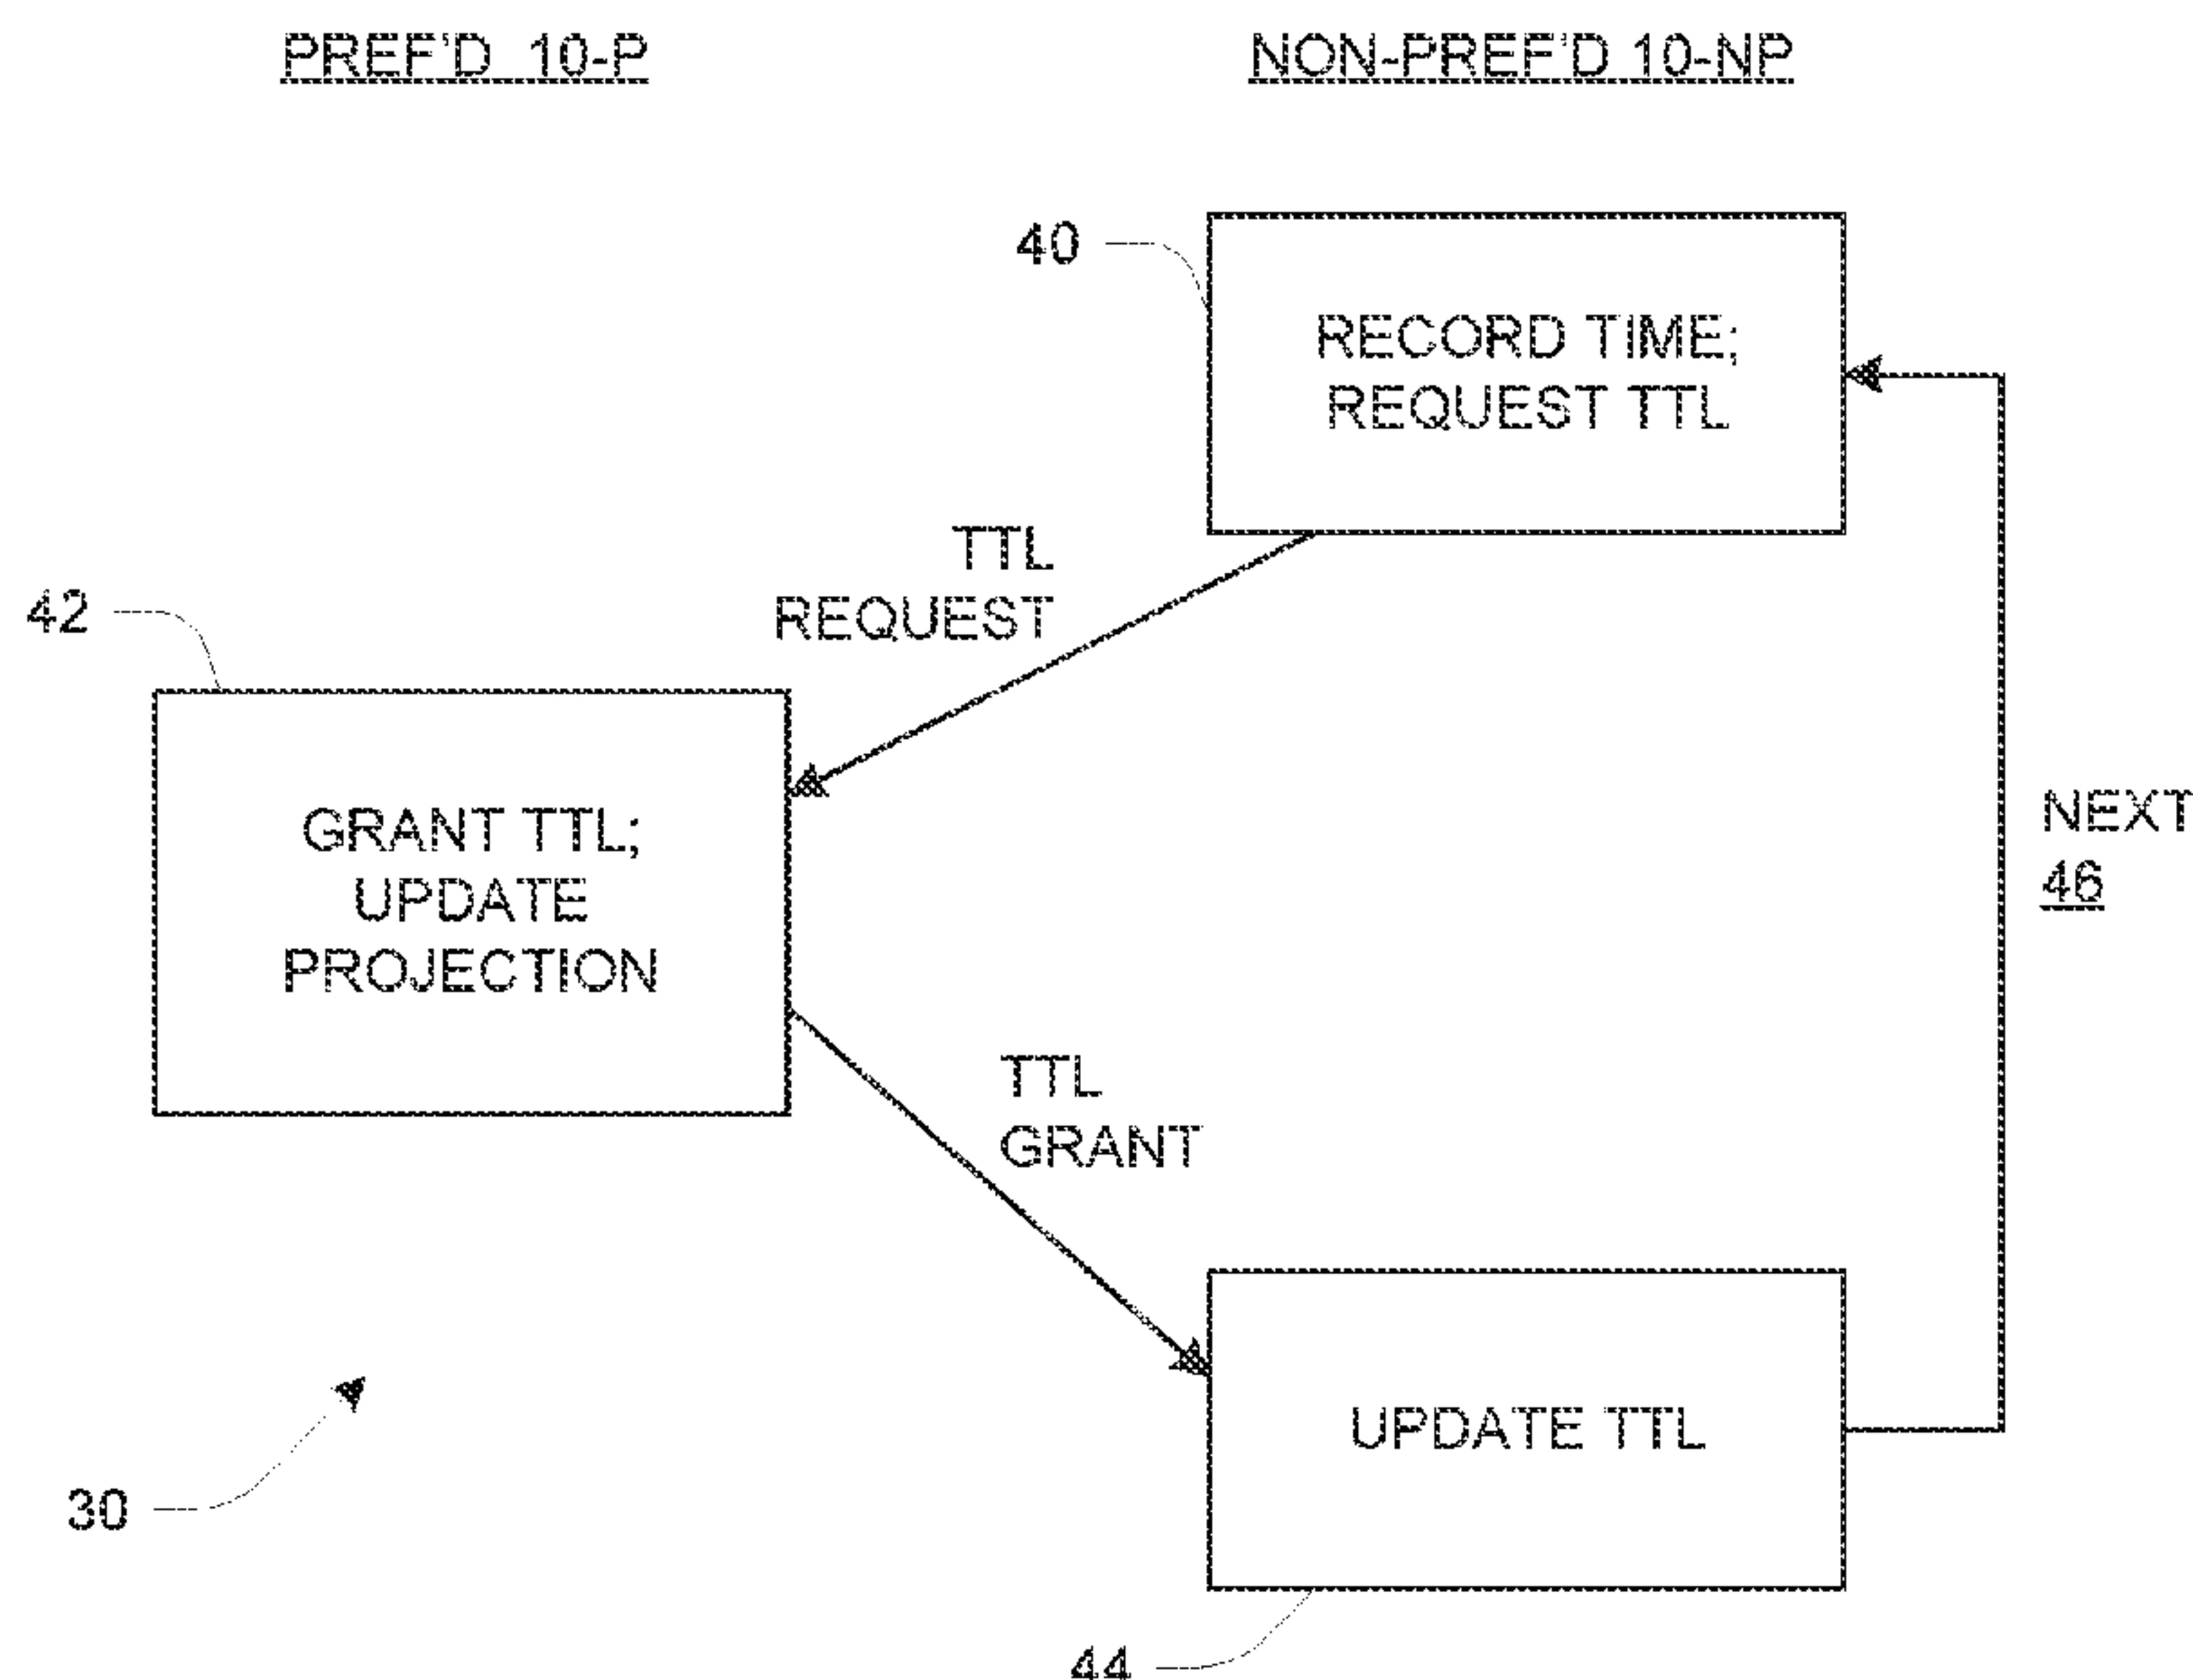 PREF'D 10-P
NON-PREF'D 10-NP
40
RECORD TIME;
REQUEST TTL
TTL
REQUEST
42
GRANT TTL;
UPDATE
PROJECTION
NEXT
46
TTL
GRANT
UPDATE TTL
30
44